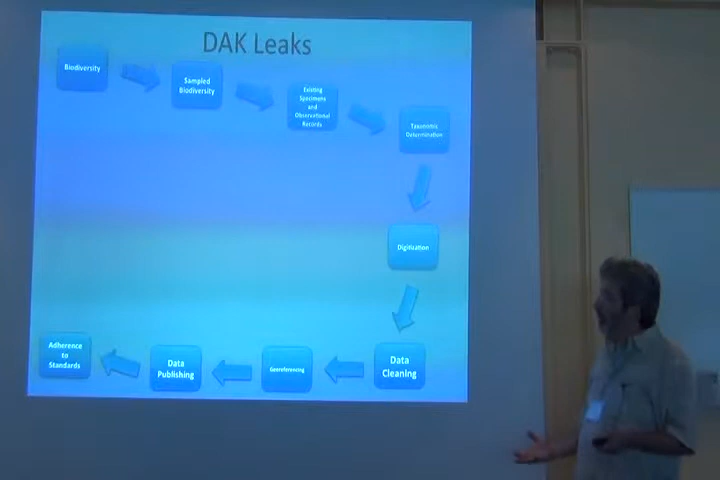 DAK Leaks
Biodiversity
Sampled
Biodiversity
Existing
Specimens
and
Observational
Records
Taxonomic
Determination
Digitization
Data
Cleaning
Georeferencing
Data
Publishing
Adherence
to
Standards